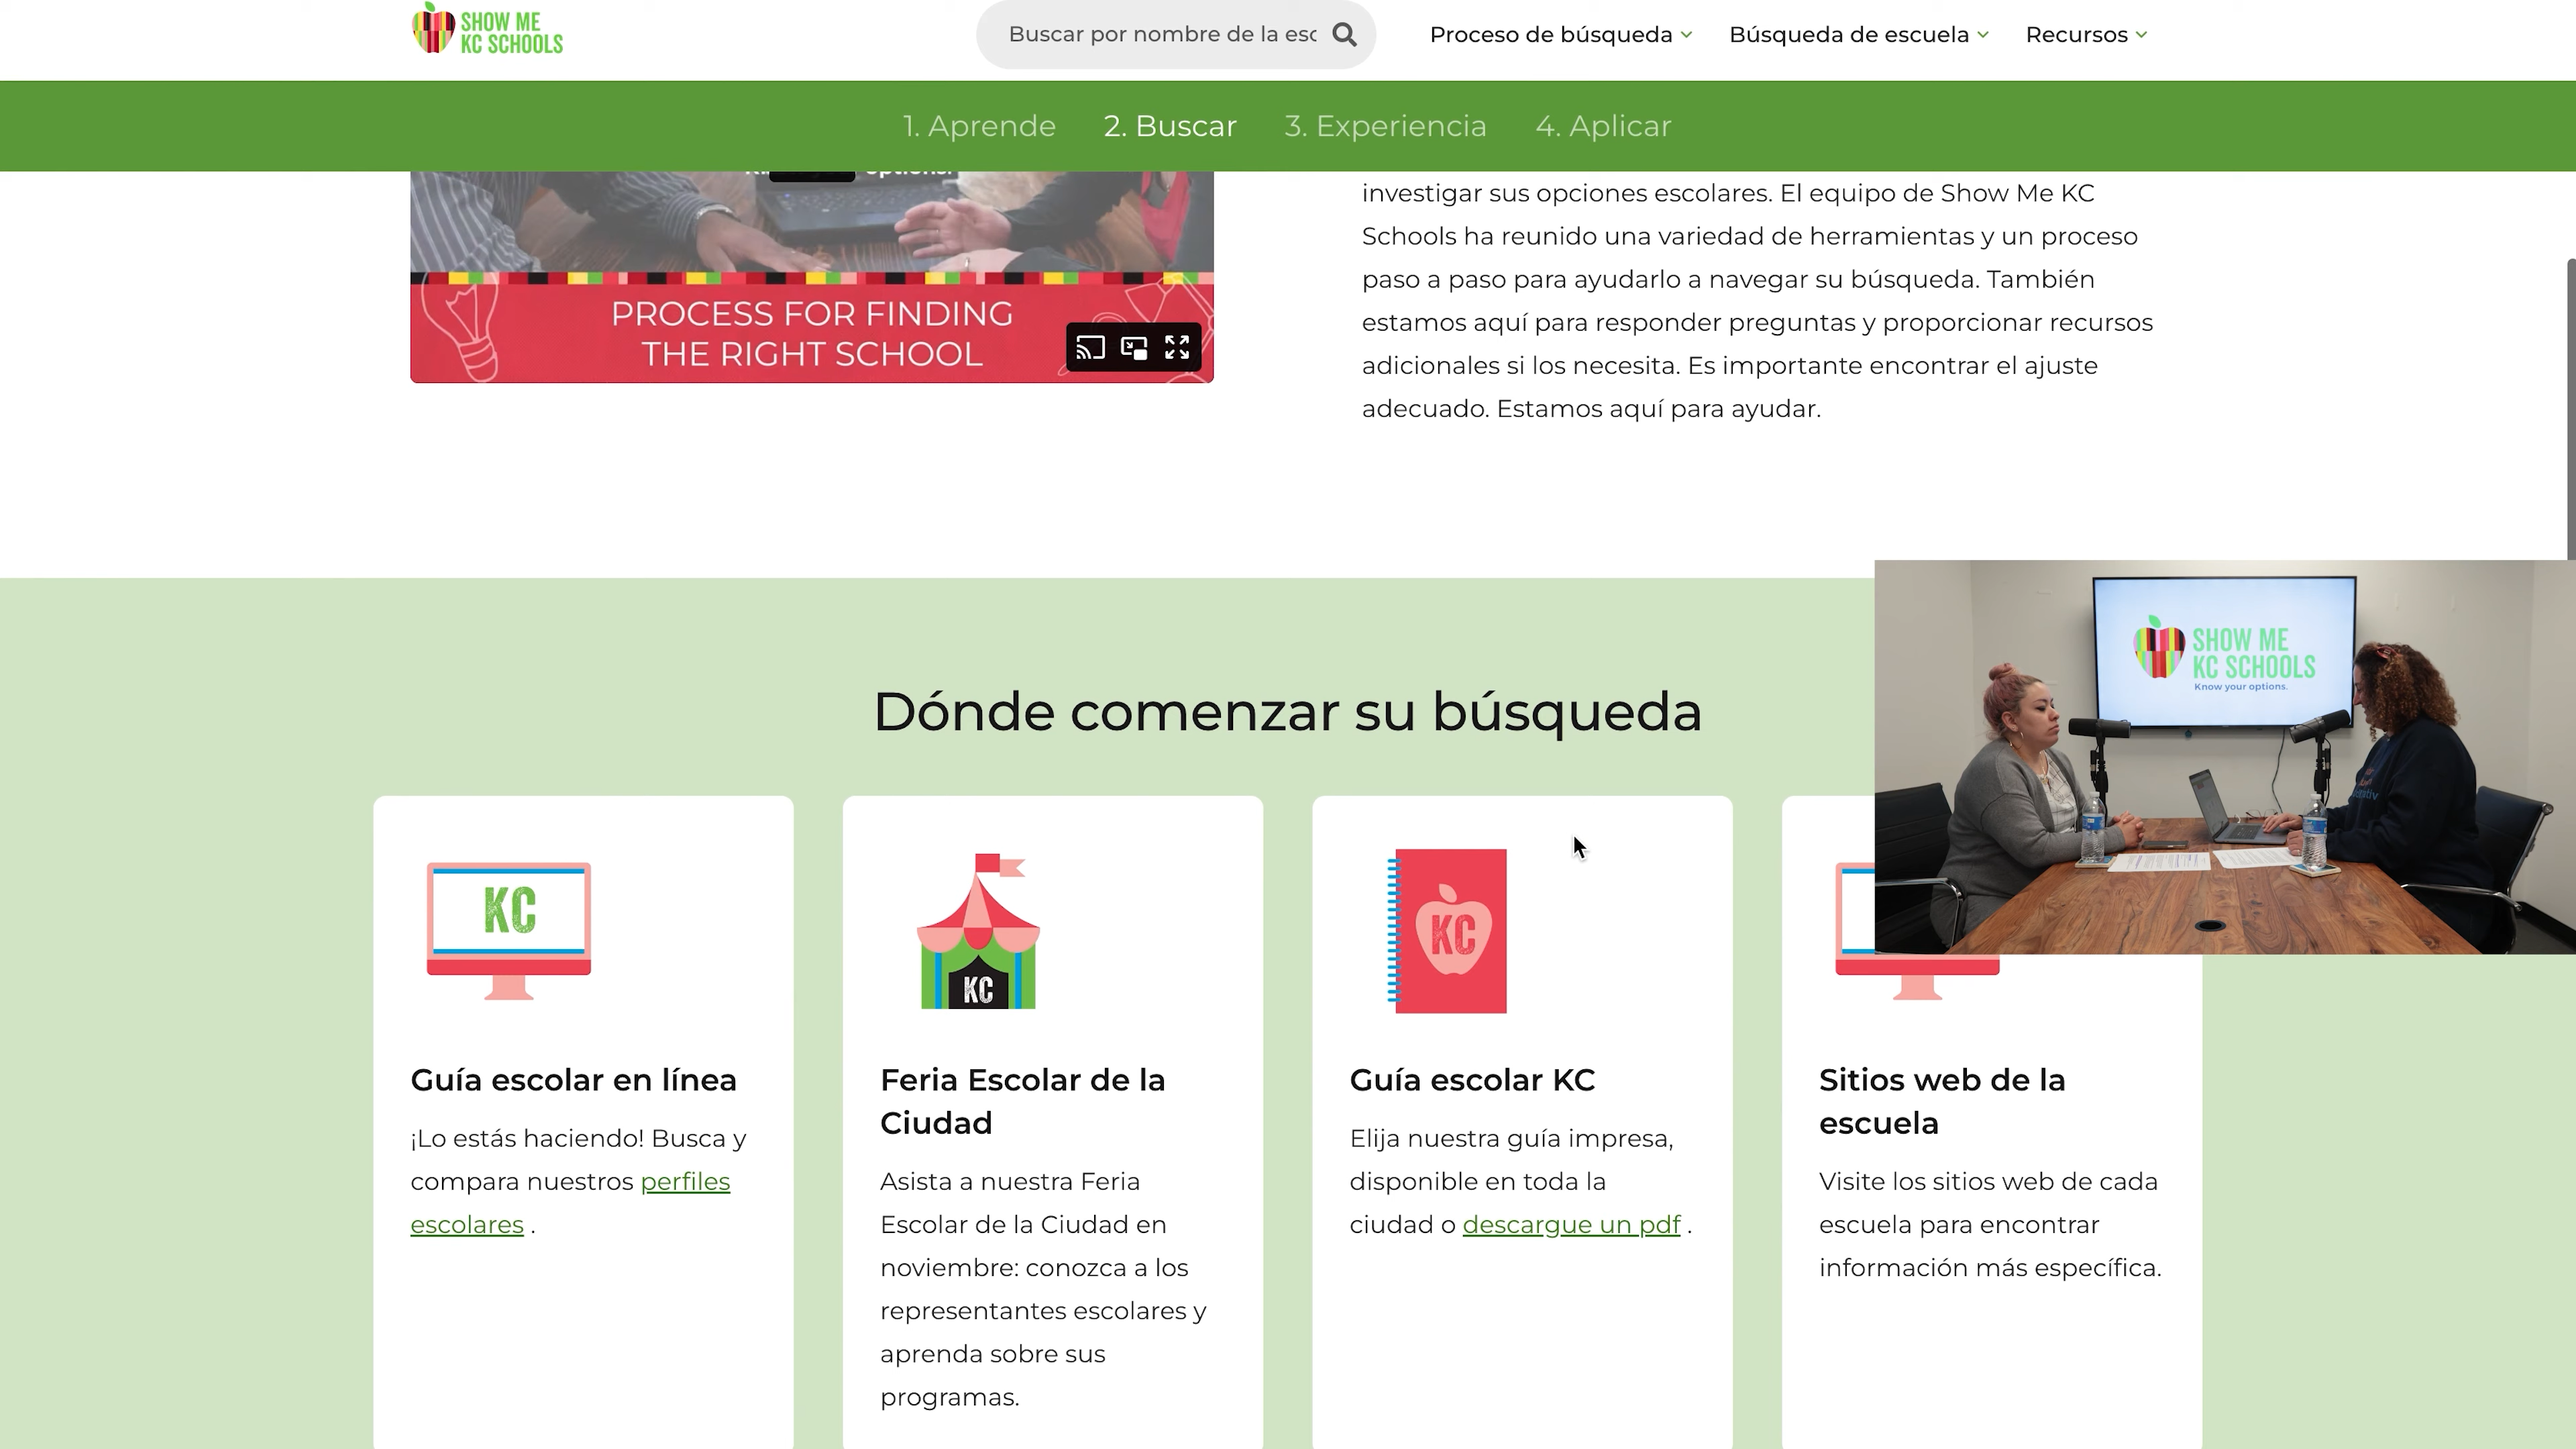 SHOW ME
KC SCHOOLS
Buscar por nombre de la esc
Proceso de búsqueda
Búsqueda de escuela
Recursos
1. Aprende
2. Buscar
3. Experiencia
4. Aplicar
PROCESS FOR FINDING
THE RIGHT SCHOOL
investigar sus opciones escolares. El equipo de Show Me KC
Schools ha reunido una variedad de herramientas y un proceso
paso a paso para ayudarlo a navegar su búsqueda. También
estamos aquí para responder preguntas y proporcionar recursos
adicionales si los necesita. Es importante encontrar el ajuste
adecuado. Estamos aquí para ayudar.
SHOW ME
KC SCHOOLS
Know your options.
Dónde comenzar su búsqueda
KC
Guía escolar en línea
¡Lo estás haciendo! Busca y
compara nuestros perfiles
escolares .
KC
Feria Escolar de la
Ciudad
Asista a nuestra Feria
Escolar de la Ciudad en
noviembre: conozca a los
representantes escolares y
aprenda sobre sus
programas.
KC
Guía escolar KC
Elija nuestra guía impresa,
disponible en toda la
ciudad o descargue un pdf .
Sitios web de la
escuela
Visite los sitios web de cada
escuela para encontrar
información más específica.